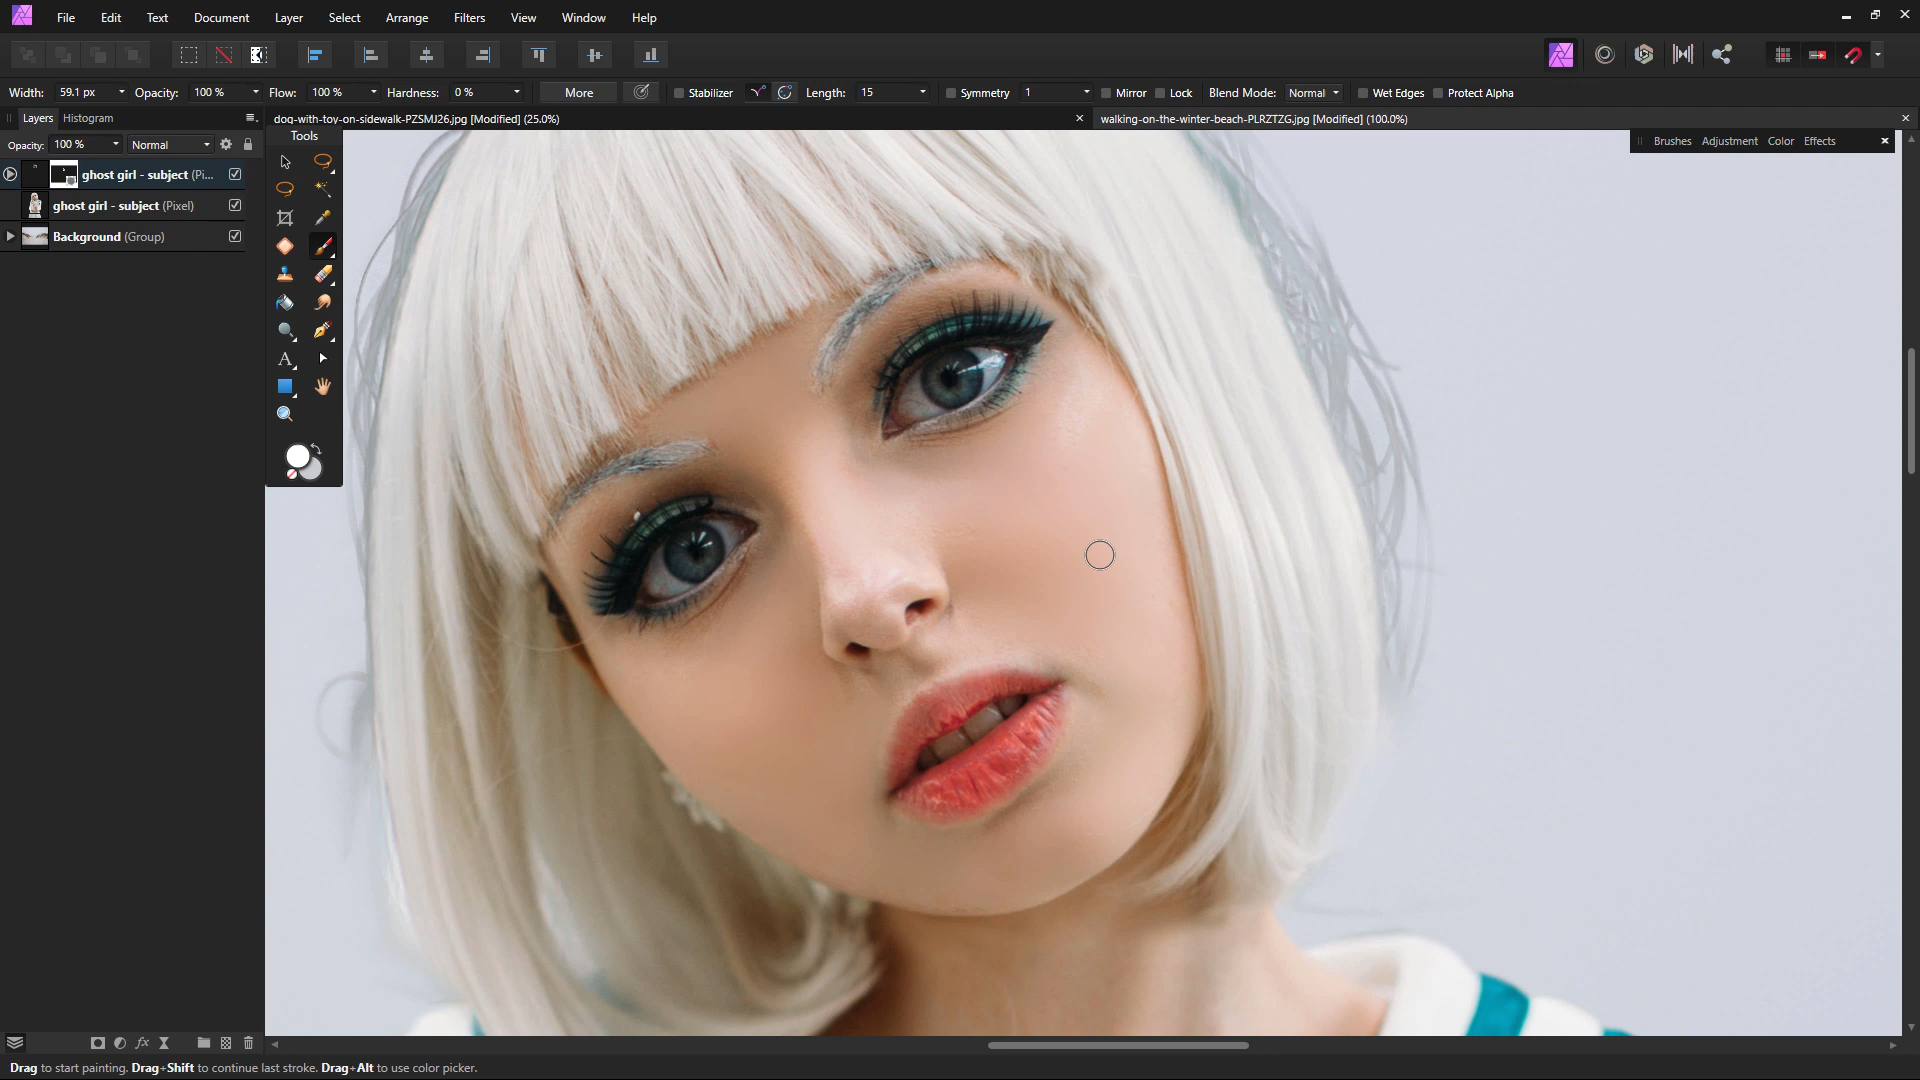 File Edit Text Document Layer Select Arrange Filters View Window Help
Width: 59.1 px Opacity: 100 % Flow: 100 % Hardness: 0 % More Stabilizer Length: 15 Symmetry 1 Mirror Lock Blend Mode: Normal Wet Edges Protect Alpha
Layers Histogram
dog-with-toy-on-sidewalk-PZSMJ26.jpg [Modified] (25.0%)
walking-on-the-winter-beach-PLRZTZG.jpg [Modified] (100.0%)
Tools
Opacity: 100 % Normal
Brushes Adjustment Color Effects
ghost girl - subject (Pi...
ghost girl - subject (Pixel)
Background (Group)
A
fx
Drag to start painting. Drag+Shift to continue last stroke. Drag+Alt to use color picker.